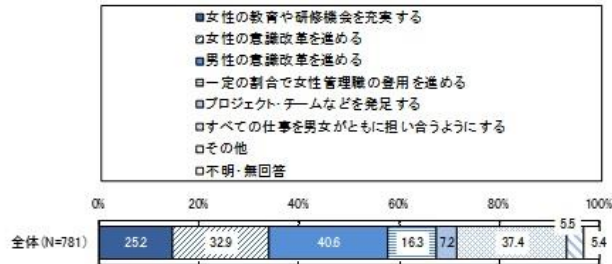 ■女性の教育や研修機会を充実する
女性の意識改革を進める
■男性の意識改革を進める
□一定の割合で女性管理職の登用を進める
□プロジェクト・チームなどを発足する
□すべての仕事を男女がともに担い合うようにする
□その他
□不明・無回答
0% 20% 40% 60% 80% 100%
5.5
全体(N=781) 25.2 32.9 40.6 16.3 7.2 37.4 5.4